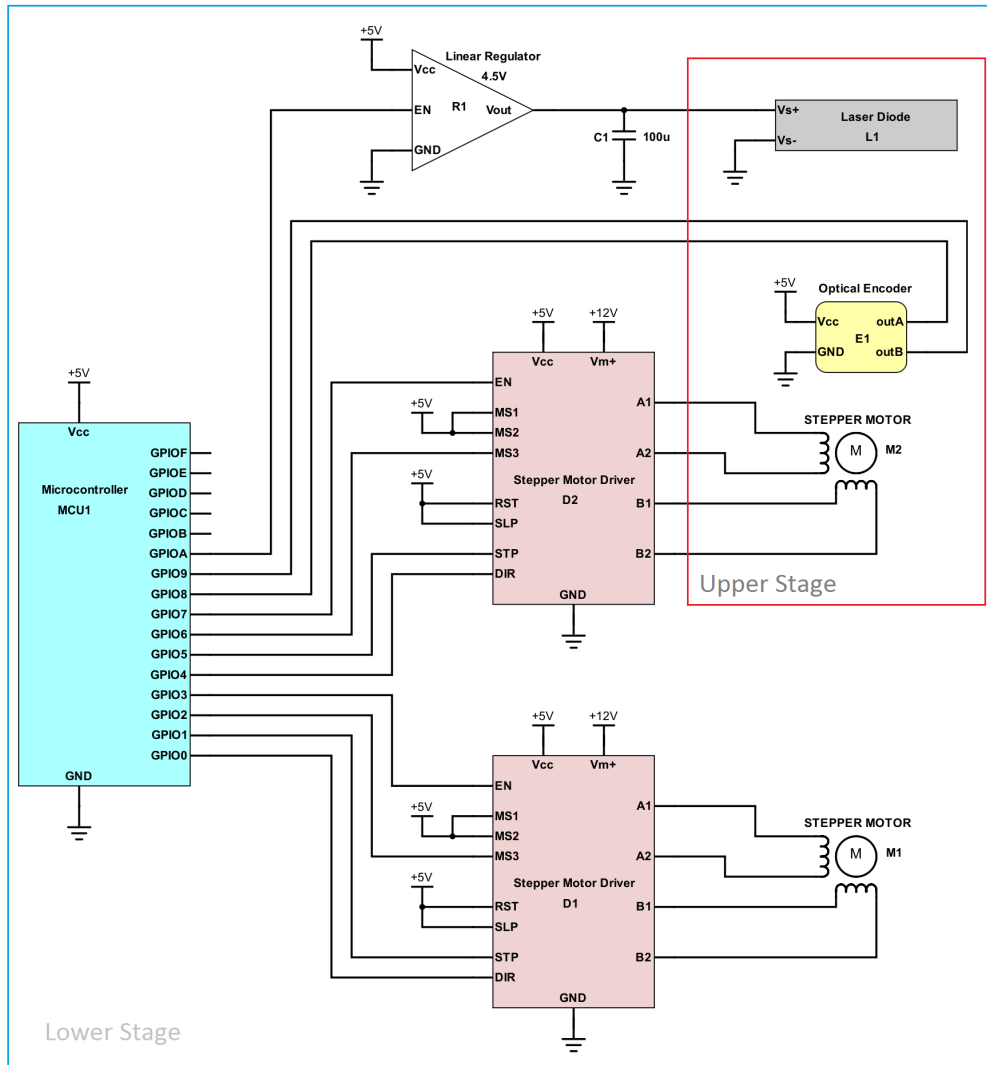 +5V
Linear Regulator
4.5V
Vcc
EN
R1
Vout
GND
C1
100u
Vs+
Vs-
Laser Diode
L1
Optical Encoder
+5V
Vcc
GND
E1
outA
outB
+5V
Vcc
Microcontroller
MCU1
GPIOF
GPIOE
GPIOD
GPIOC
GPIOB
GPIOA
GPIO9
GPIO8
GPIO7
GPIO6
GPIO5
GPIO4
GPIO3
GPIO2
GPIO1
GPIO0
GND
+5V
+12V
Vcc
Vm+
EN
+5V
MS1
MS2
MS3
+5V
RST
SLP
STP
DIR
Stepper Motor Driver
D2
A1
A2
B1
B2
GND
STEPPER MOTOR
M
M2
Upper Stage
+5V
+12V
Vcc
Vm+
EN
+5V
MS1
MS2
MS3
+5V
RST
SLP
STP
DIR
Stepper Motor Driver
D1
A1
A2
B1
B2
GND
STEPPER MOTOR
M
M1
Lower Stage